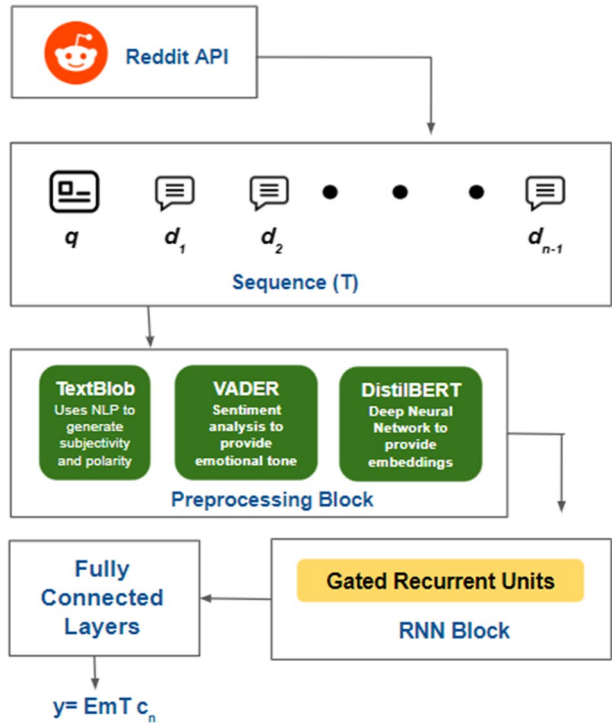 Reddit API
q d1 d2 dn-1
Sequence (T)
TextBlob
Uses NLP to
generate
subjectivity
and polarity
VADER
Sentiment
analysis to
provide
emotional tone
DistilBERT
Deep Neural
Network to
provide
embeddings
Preprocessing Block
Fully
Connected
Layers
Gated Recurrent Units
RNN Block
y= EmT cn